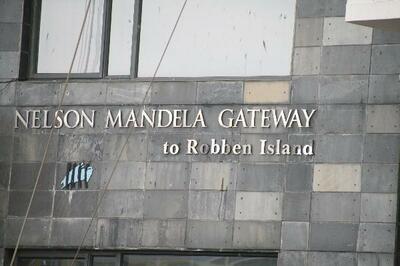 NELSON MANDELA GATEWAY
to Robben Island